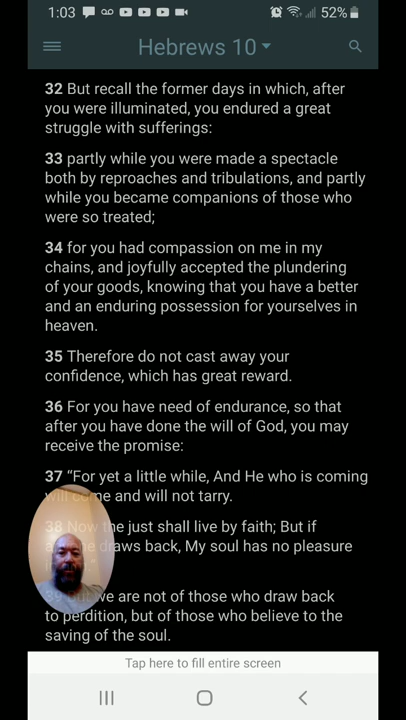 1:03
52%
Hebrews 10
32 But recall the former days in which, after
you were illuminated, you endured a great
struggle with sufferings:
33 partly while you were made a spectacle
both by reproaches and tribulations, and partly
while you became companions of those who
were so treated;
34 for you had compassion on me in my
chains, and joyfully accepted the plundering
of your goods, knowing that you have a better
and an enduring possession for yourselves in
heaven.
35 Therefore do not cast away your
confidence, which has great reward.
36 For you have need of endurance, so that
after you have done the will of God, you may
receive the promise:
37 “For yet a little while, And He who is coming
will come and will not tarry.
38 Now the just shall live by faith; But if
draws back, My soul has no pleasure
39 But we are not of those who draw back
to perdition, but of those who believe to the
saving of the soul.
Tap here to fill entire screen